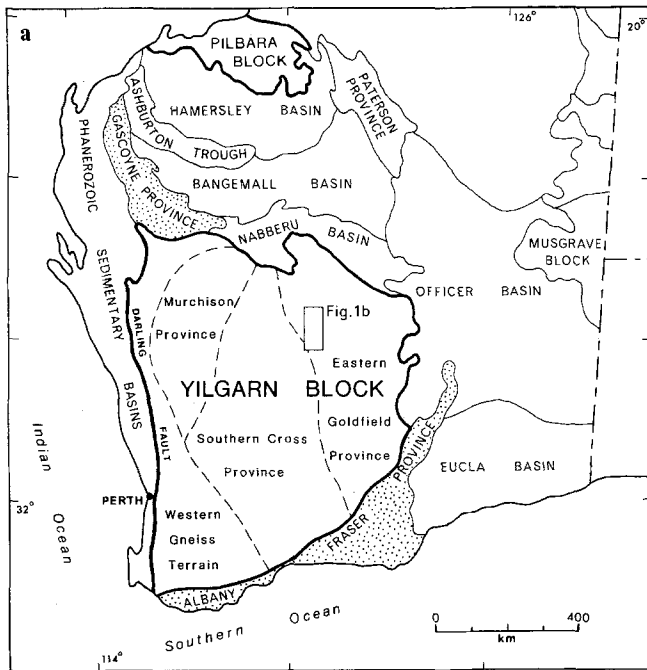 a
126°
20°
PILBARA
BLOCK
PATERSON
PROVINCE
ASHBURTON
TROUGH
HAMERSLEY BASIN
GASCOYNE PROVINCE
PHANEROZOIC
SEDIMENTARY
BASINS
BANGEMALL BASIN
NABBERU BASIN
MUSGRAVE
BLOCK
OFFICER BASIN
Murchison
Province
Fig.1b
DARLING
FAULT
Eastern
Goldfield
Province
YILGARN BLOCK
Southern Cross
Province
FRASER
PROVINCE
EUCLA BASIN
Indian
Ocean
PERTH
32°
Western
Gneiss
Terrain
ALBANY
Southern Ocean
0 400
km
114°